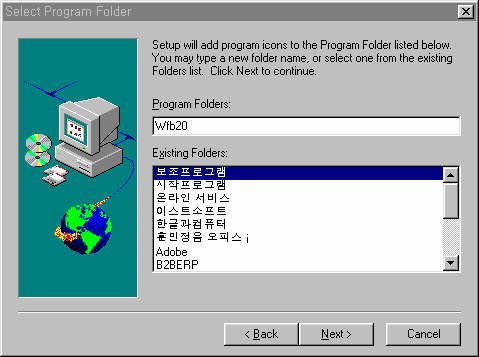 Select Program Folder
Setup will add program icons to the Program Folder listed below.
You may type a new folder name, or select one from the existing
Folders list. Click Next to continue.
Program Folders:
Wfb20
Existing Folders:
보조프로그램
시작프로그램
온라인 서비스
이스트소프트
한글과컴퓨터
훈민정음 오피스 ¡
Adobe
B2BERP
< Back
Next >
Cancel